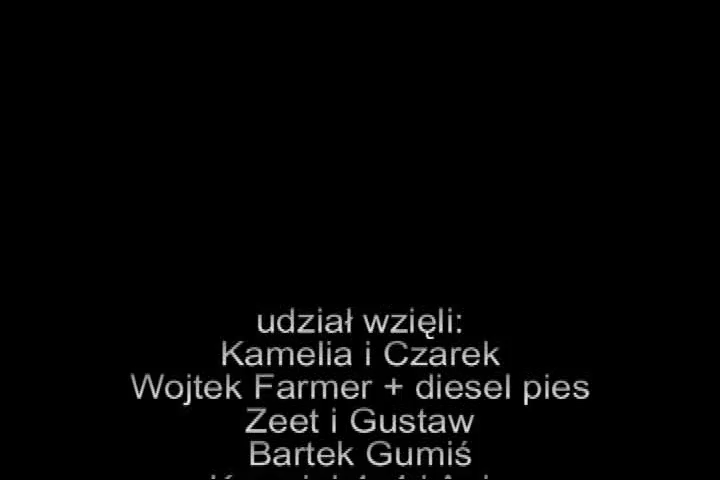 udział wzięli:
Kamelia i Czarek
Wojtek Farmer + diesel pies
Zeet i Gustaw
Bartek Gumiś